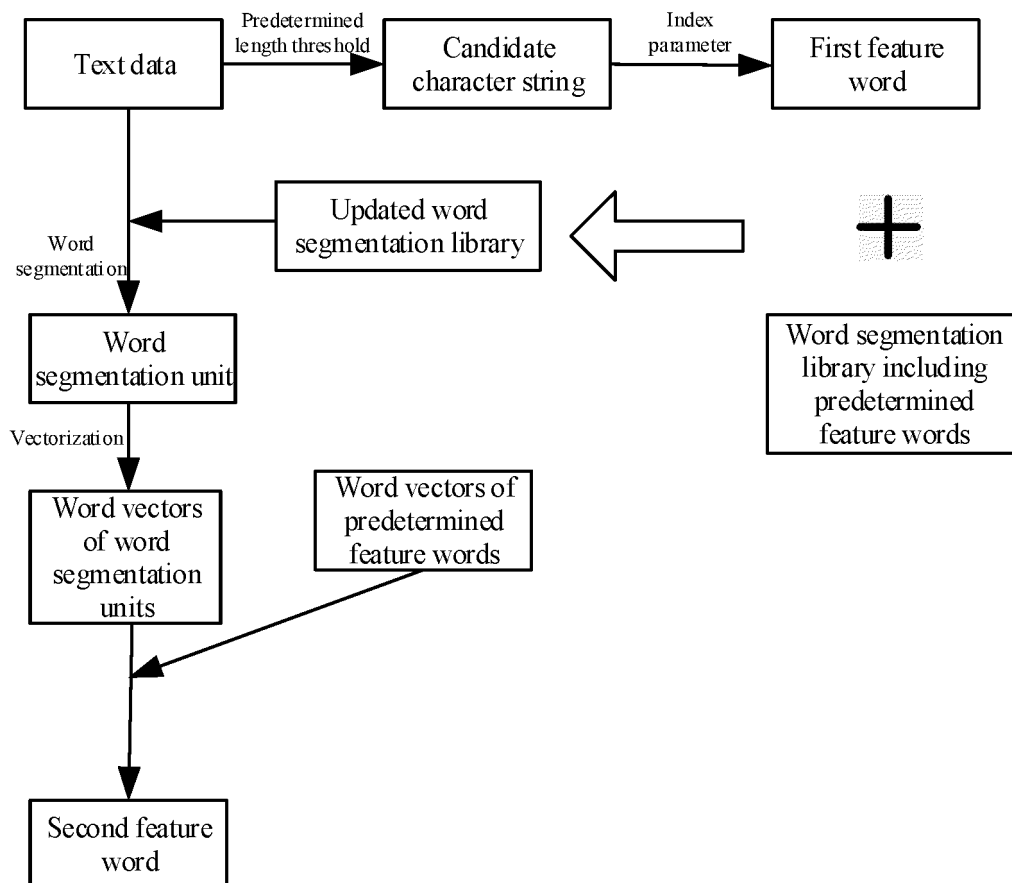 Text data
Predetermined
length threshold
Candidate
character string
Index
parameter
First feature
word
Updated word
segmentation library
Word
segmentation
Word
segmentation unit
Word segmentation
library including
predetermined
feature words
Vectorization
Word vectors
of word
segmentation
units
Word vectors of
predetermined
feature words
Second feature
word